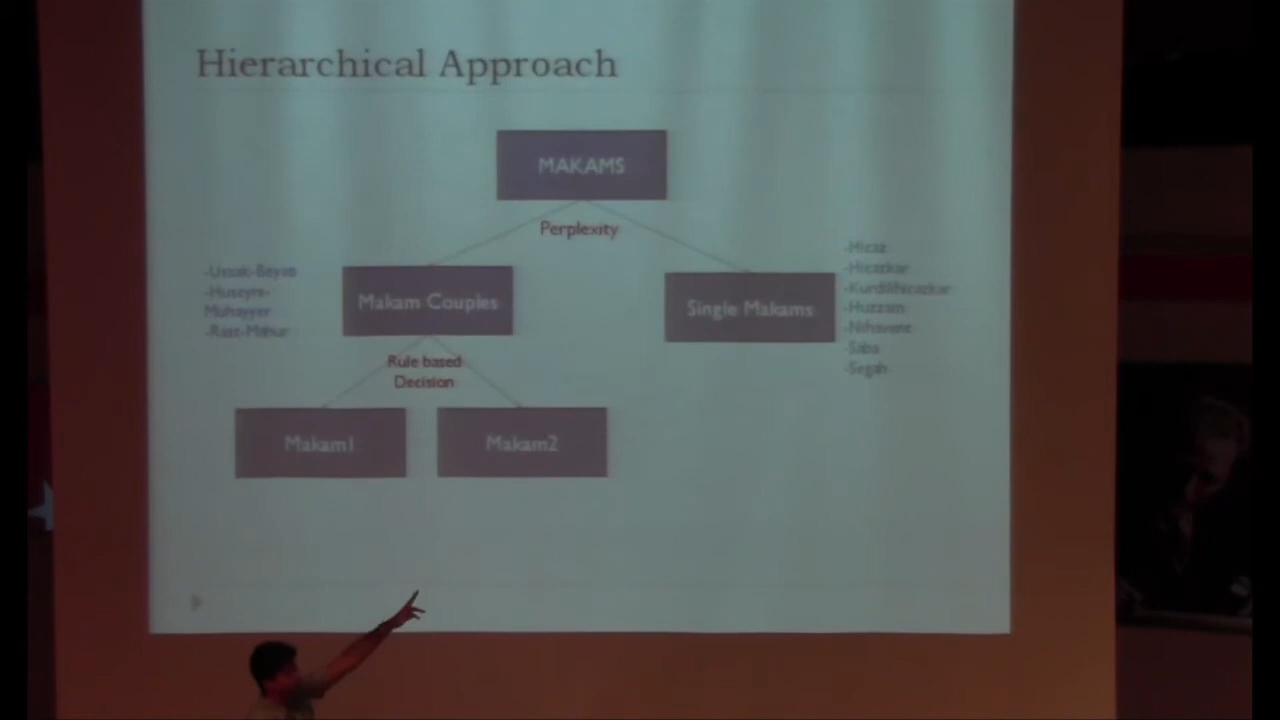 Hierarchical Approach
MAKAMS
Perplexity
Makam Couples
-Ussak-Beyati
-Huseyni-
Muhayyer
-Rast-Mahur
Single Makams
-Hicaz
-Hicazkar
-Kurdilihicazkar
-Huzzam
-Nihavent
-Saba
-Segah
Rule based
Decision
Makam1
Makam2